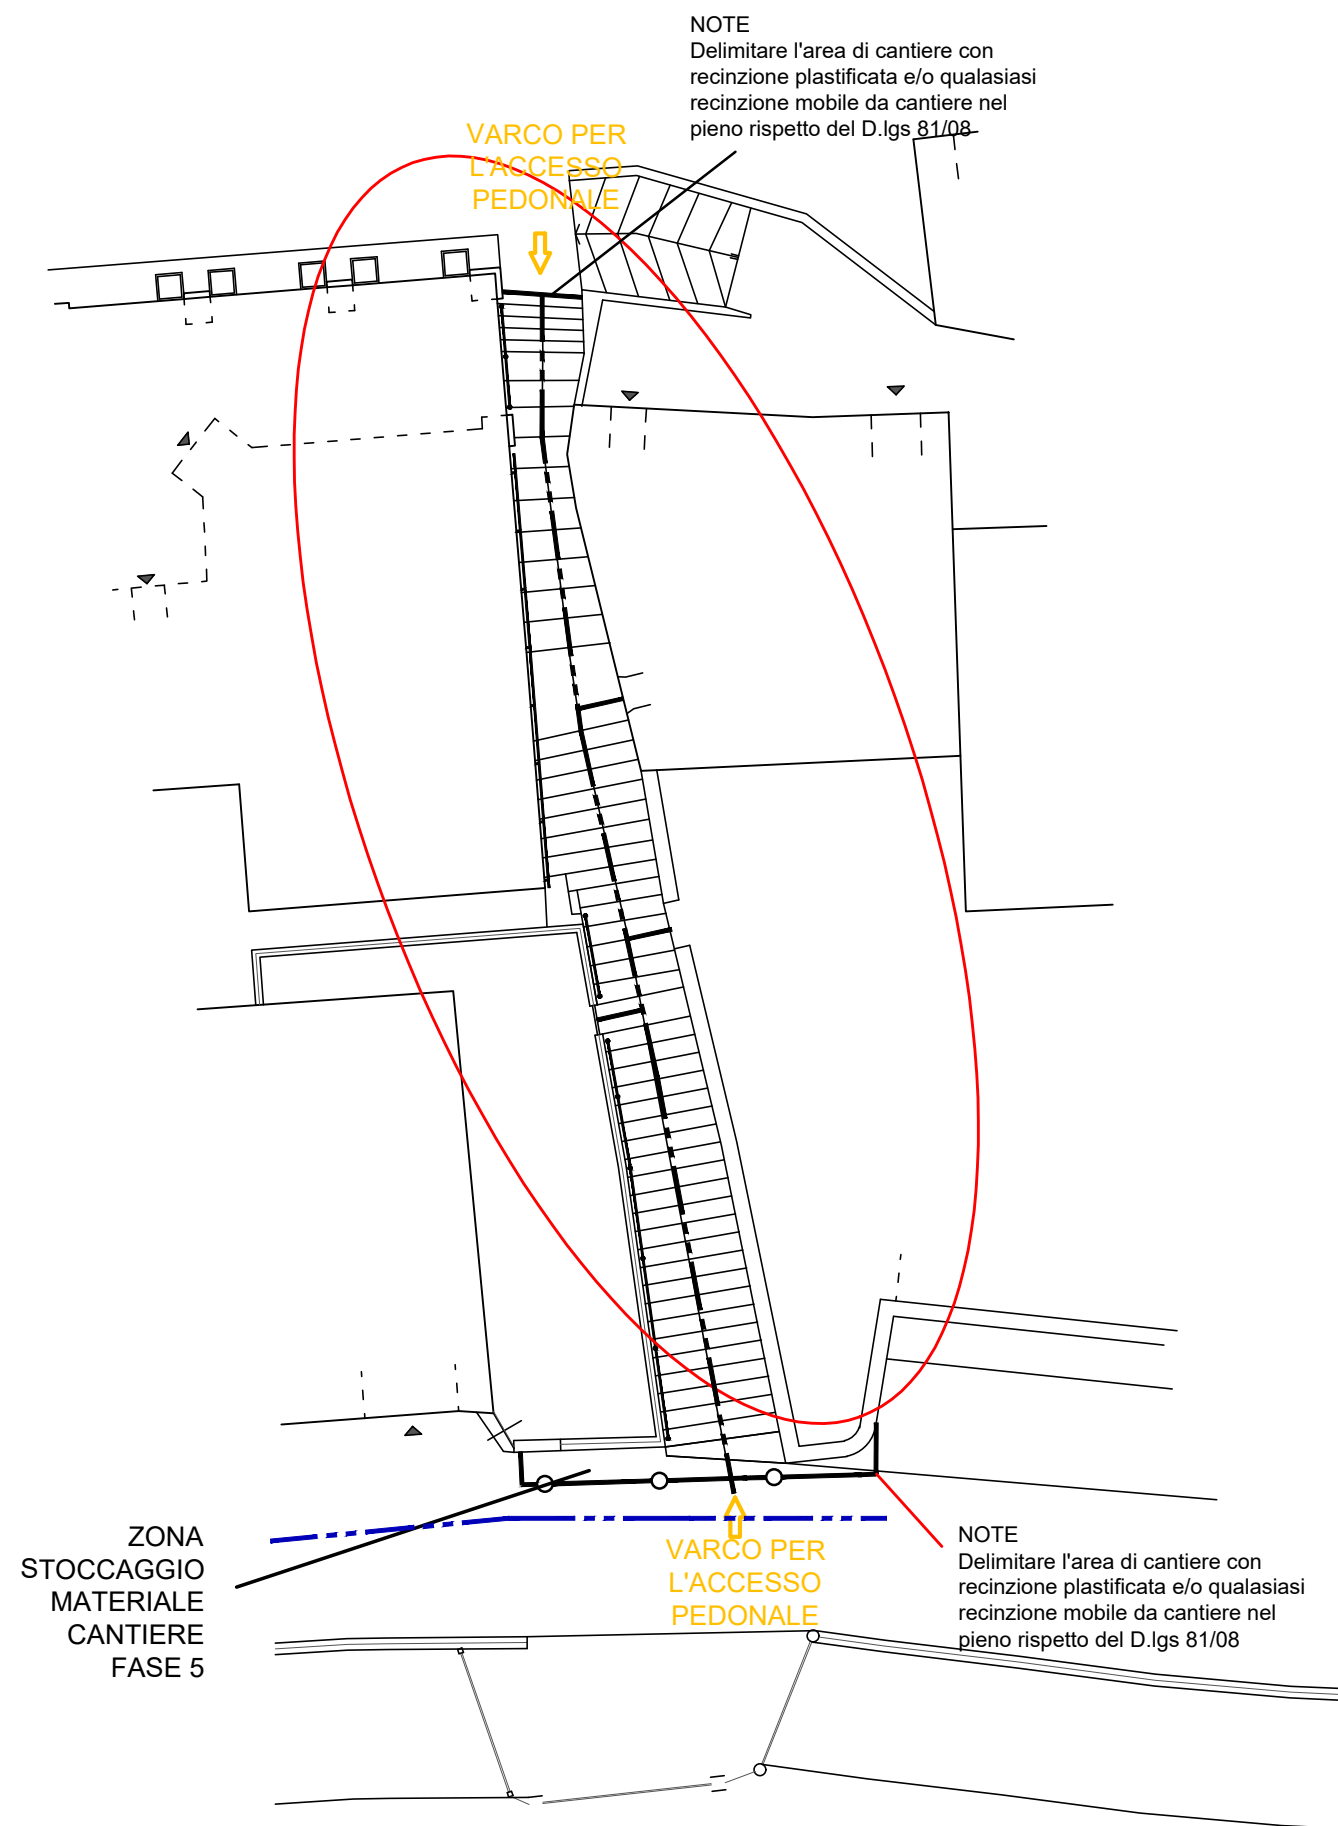 NOTE
Delimitare l'area di cantiere con
recinzione plastificata e/o qualasiasi
recinzione mobile da cantiere nel
pieno rispetto del D.lgs 81/08
VARCO PER
L'ACCESSO
PEDONALE
ZONA
STOCCAGGIO
MATERIALE
CANTIERE
FASE 5
VARCO PER
L'ACCESSO
PEDONALE
NOTE
Delimitare l'area di cantiere con
recinzione plastificata e/o qualasiasi
recinzione mobile da cantiere nel
pieno rispetto del D.lgs 81/08